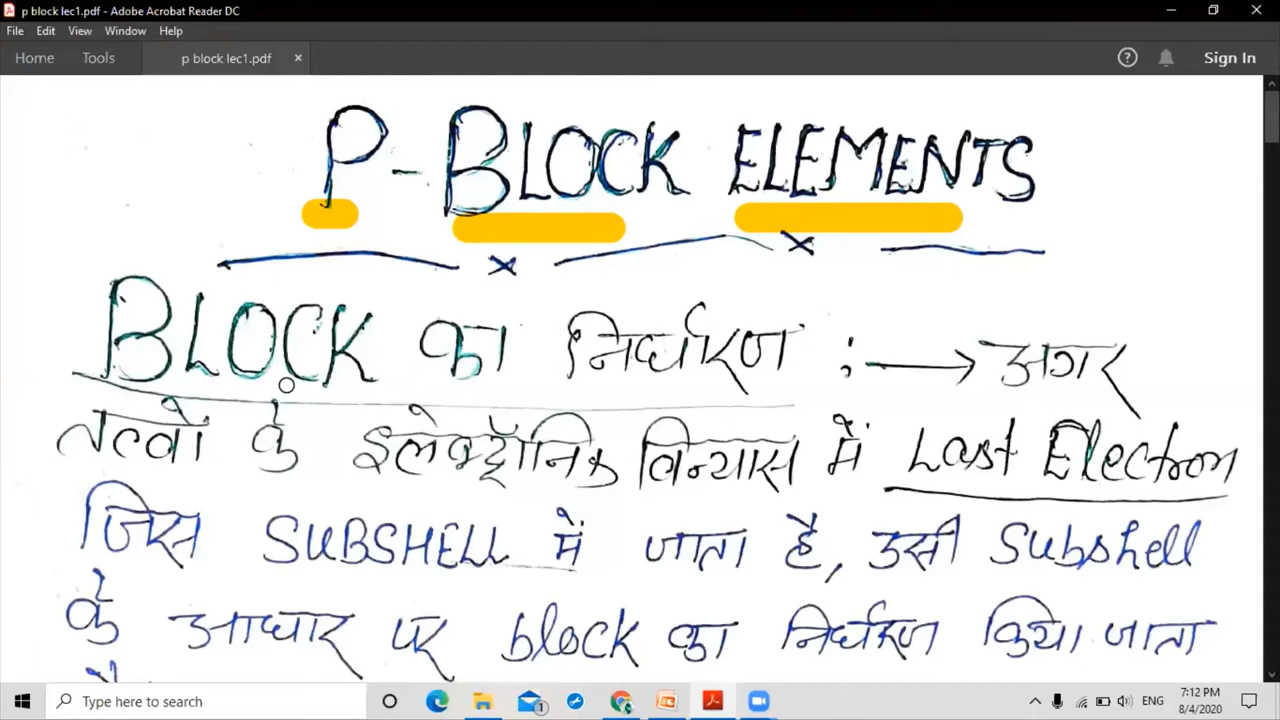 p block lec1.pdf - Adobe Acrobat Reader DC
File Edit View Window Help
Home Tools p block lec1.pdf × Sign In
P-BLOCK ELEMENTS
BLOCK का निर्धारण :→ अगर
तत्वों के इलेक्ट्रॉनिक विन्यास में Last Electron
जिस SUBSHELL में जाता है, उसी Subshell
के आधार पर block का निर्धारण किया जाता
Type here to search
1
ENG
7:12 PM
8/4/2020